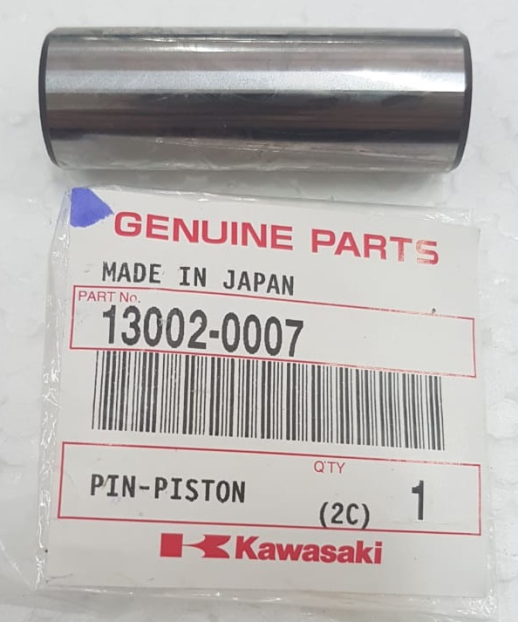 GENUINE PARTS
MADE IN JAPAN
PART No.
13002-0007
Q'TY
PIN-PISTON (2C) 1
Kawasaki